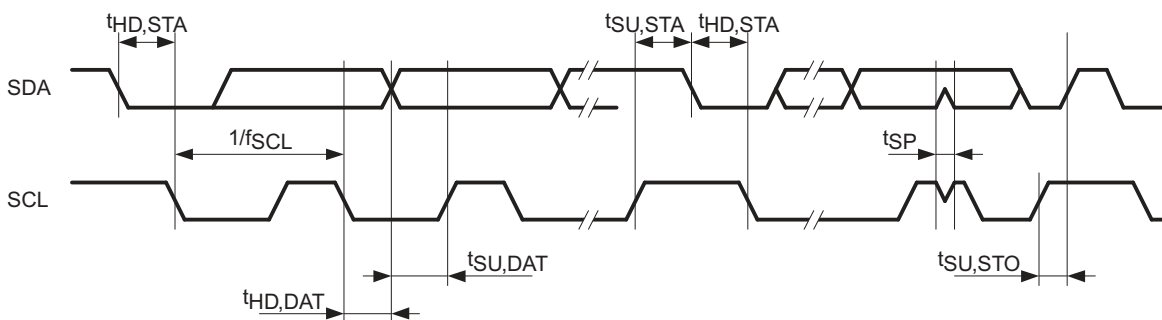 tHD,STA tSU,STA tHD,STA
SDA
1/fSCL tSP
SCL
tSU,DAT tSU,STO
tHD,DAT